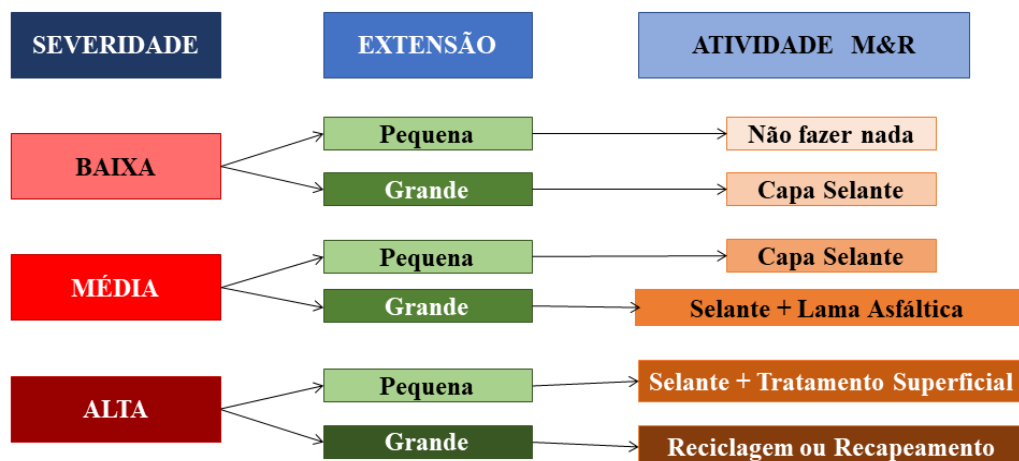 SEVERIDADE EXTENSÃO ATIVIDADE M&R
Pequena Não fazer nada
BAIXA
Grande Capa Selante
Pequena Capa Selante
MÉDIA
Grande Selante + Lama Asfáltica
Pequena Selante + Tratamento Superficial
ALTA
Grande Reciclagem ou Recapeamento